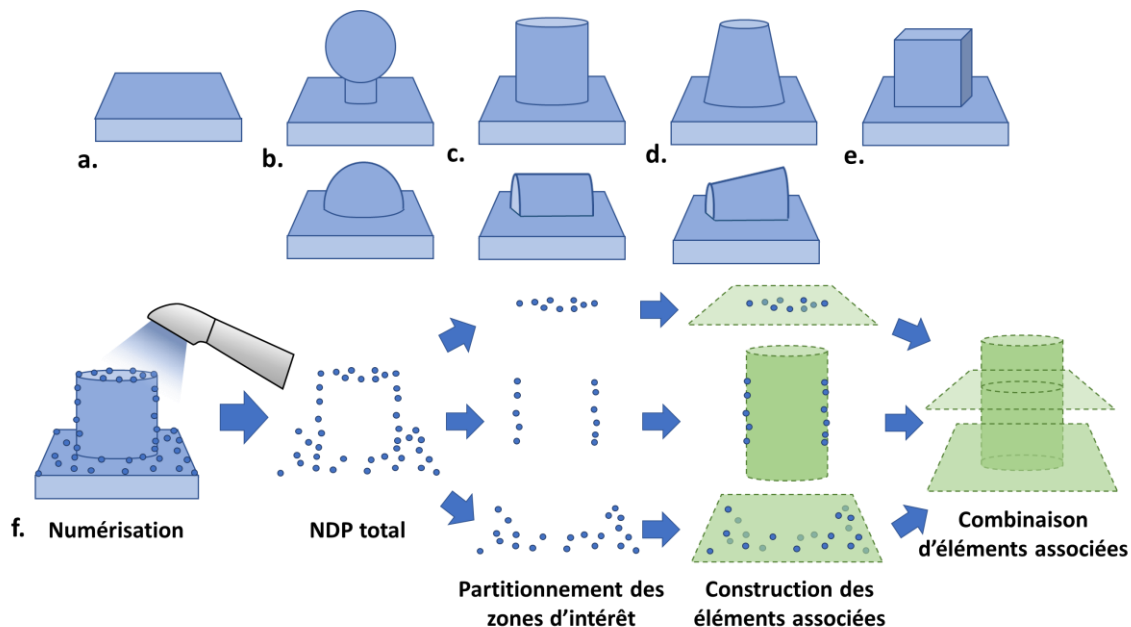 a.
b.
c.
d.
e.
f.
Numérisation
NDP total
Partitionnement des
zones d'intérêt
Construction des
éléments associées
Combinaison
d'éléments associées